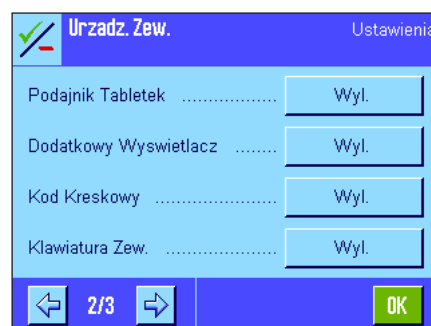 Urzadz. Zew. Ustawienia
Podajnik Tabletek .................. Wyl.
Dodatkowy Wyswietlacz ........ Wyl.
Kod Kreskowy ...................... Wyl.
Klawiatura Zew. .................... Wyl.
2/3 OK